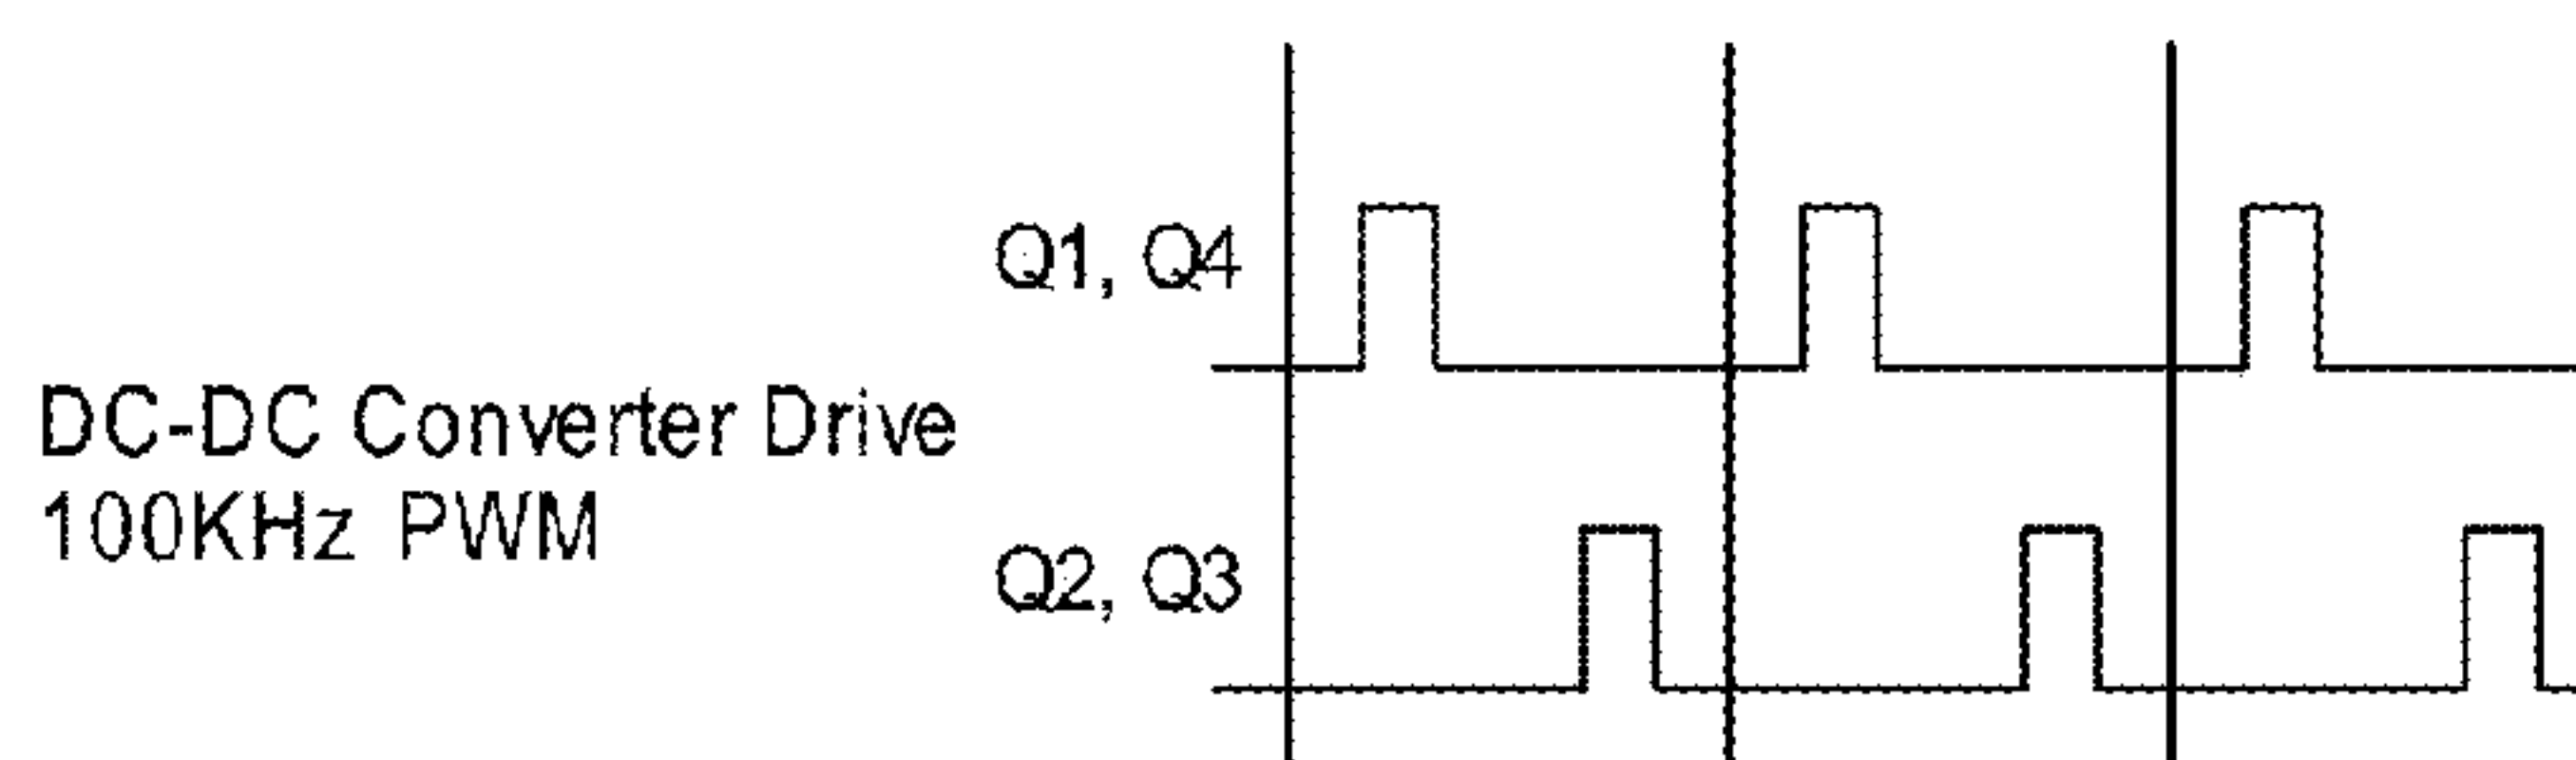 Q1, Q4
DC-DC Converter Drive
100KHz PWM
Q2, Q3